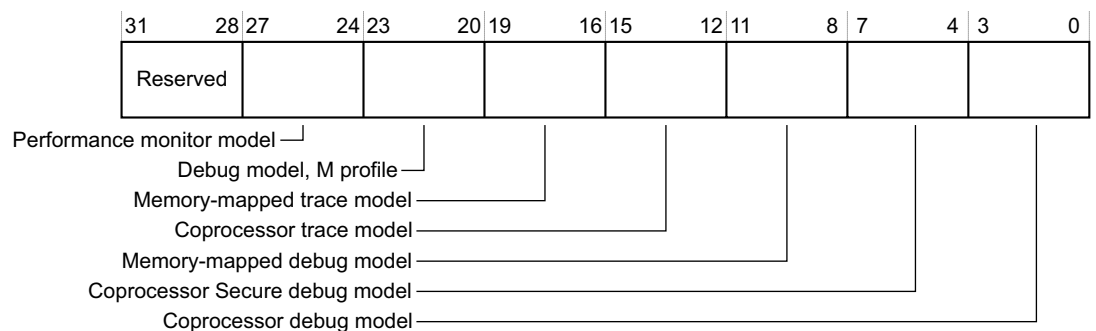 31 28 27 24 23 20 19 16 15 12 11 8 7 4 3 0
Reserved
Performance monitor model
Debug model, M profile
Memory-mapped trace model
Coprocessor trace model
Memory-mapped debug model
Coprocessor Secure debug model
Coprocessor debug model